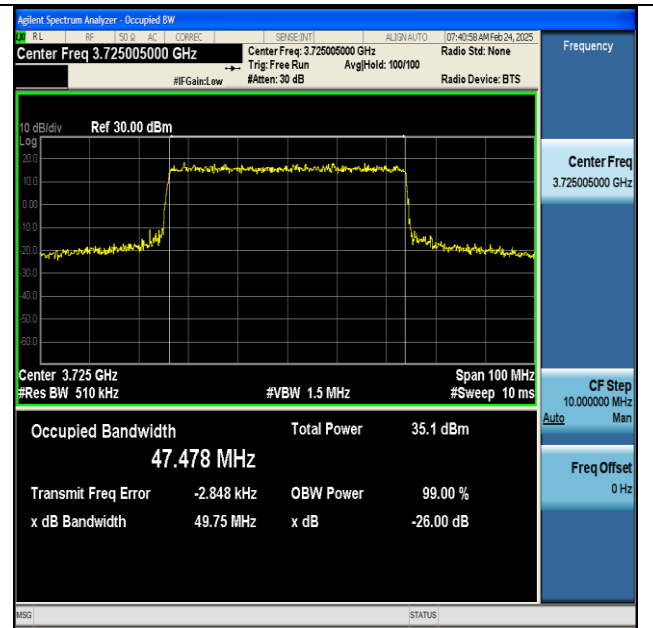 Agilent Spectrum Analyzer - Occupied BW
LXI RL RF 50 Ω AC CORREC SENSE:INT ALIGN AUTO 07:40:58 AM Feb 24, 2025
Center Freq 3.725005000 GHz
Center Freq: 3.725005000 GHz
Radio Std: None
Trig: Free Run Avg|Hold: 100/100
#IFGain:Low #Atten: 30 dB
Radio Device: BTS
10 dB/div Ref 30.00 dBm
Log
20.0
10.0
0.00
-10.0
-20.0
-30.0
-40.0
-50.0
-60.0
Center 3.725 GHz Span 100 MHz
#Res BW 510 kHz #VBW 1.5 MHz #Sweep 10 ms
Occupied Bandwidth Total Power 35.1 dBm
47.478 MHz
Transmit Freq Error -2.848 kHz OBW Power 99.00 %
x dB Bandwidth 49.75 MHz x dB -26.00 dB
Frequency
Center Freq
3.725005000 GHz
CF Step
10.000000 MHz
Auto Man
Freq Offset
0 Hz
MSG STATUS